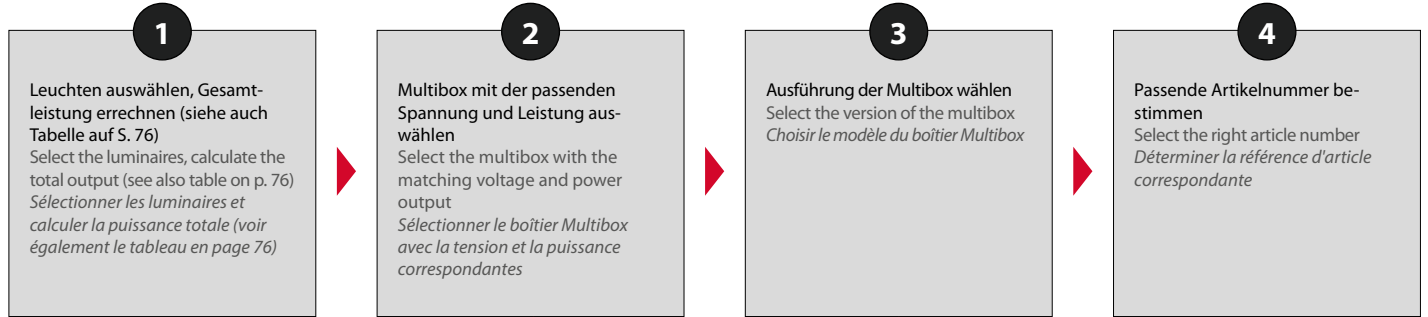 1
Leuchten auswählen, Gesamt-
leistung errechnen (siehe auch
Tabelle auf S. 76)
Select the luminaires, calculate the
total output (see also table on p. 76)
Sélectionner les luminaires et
calculer la puissance totale (voir
également le tableau en page 76)
2
Multibox mit der passenden
Spannung und Leistung aus-
wählen
Select the multibox with the
matching voltage and power
output
Sélectionner le boîtier Multibox
avec la tension et la puissance
correspondantes
3
Ausführung der Multibox wählen
Select the version of the multibox
Choisir le modèle du boîtier Multibox
4
Passende Artikelnummer be-
stimmen
Select the right article number
Déterminer la référence d'article
correspondante